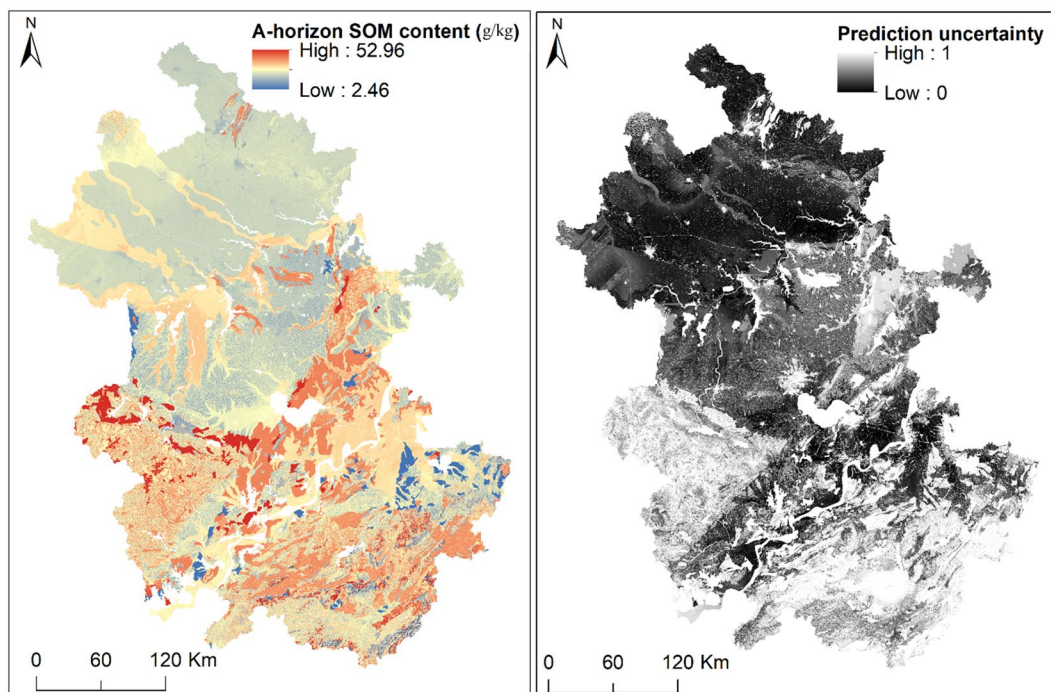 N
A-horizon SOM content (g/kg)
High : 52.96
Low : 2.46
0 60 120 Km
N
Prediction uncertainty
High : 1
Low : 0
0 60 120 Km